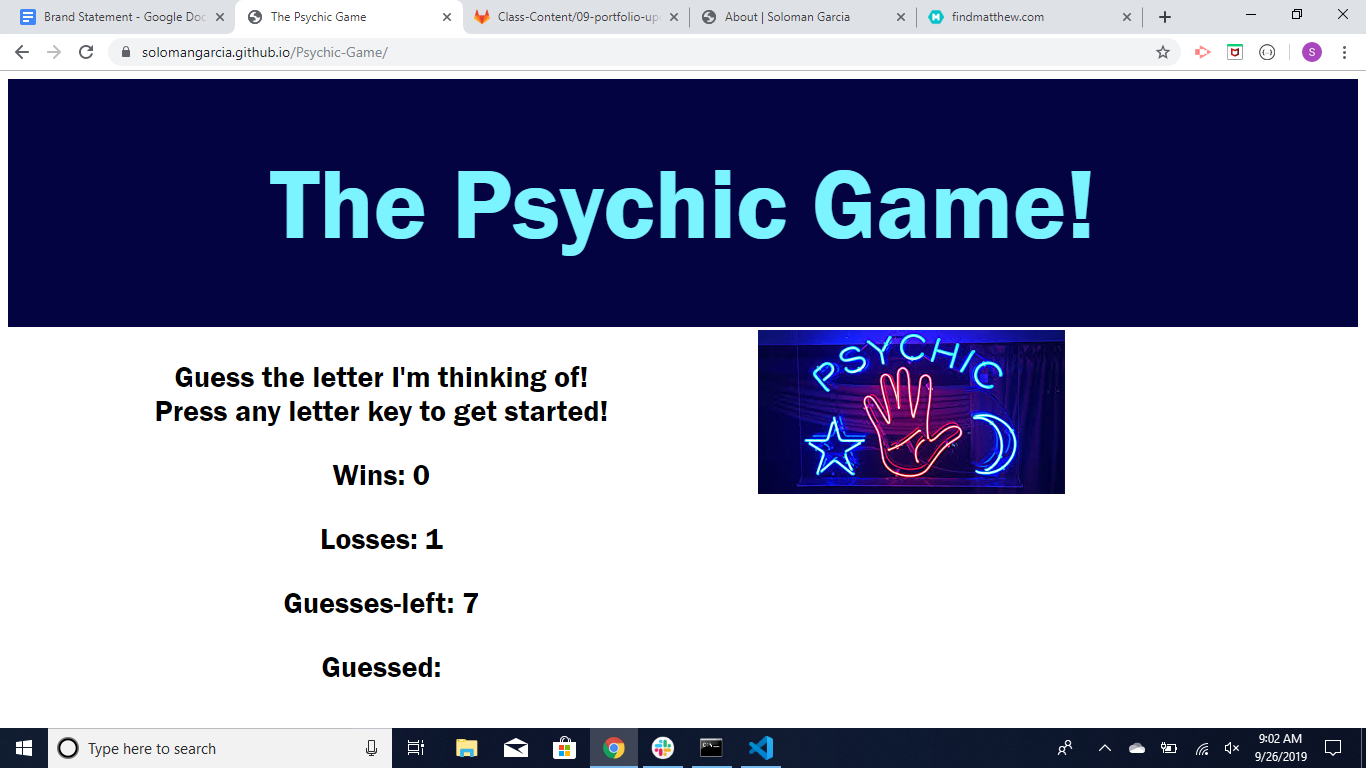 Brand Statement - Google Doc
The Psychic Game
Class-Content/09-portfolio-up
About | Soloman Garcia
findmatthew.com
solomangarcia.github.io/Psychic-Game/
S
The Psychic Game!
PSYCHIC
Guess the letter I'm thinking of!
Press any letter key to get started!
Wins: 0
Losses: 1
Guesses-left: 7
Guessed:
Type here to search
9:02 AM
9/26/2019